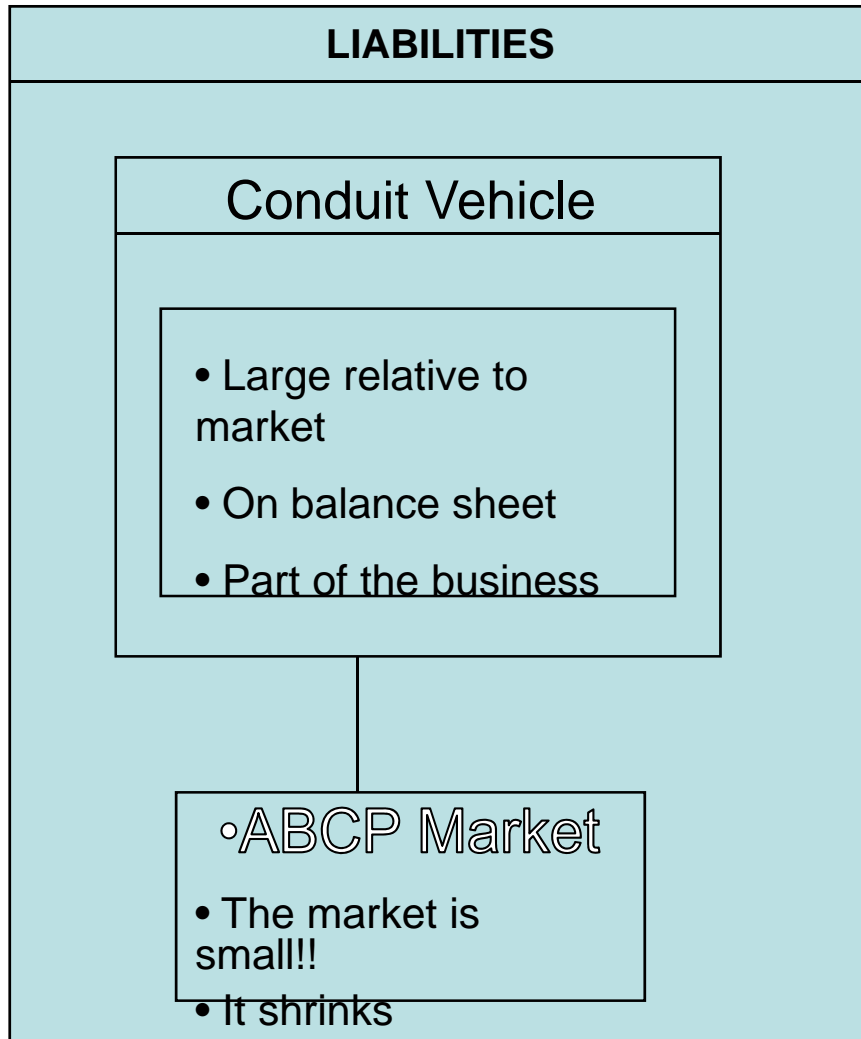 LIABILITIES
Conduit Vehicle
• Large relative to
market
• On balance sheet
• Part of the business
•ABCP Market
• The market is
small!!
• It shrinks